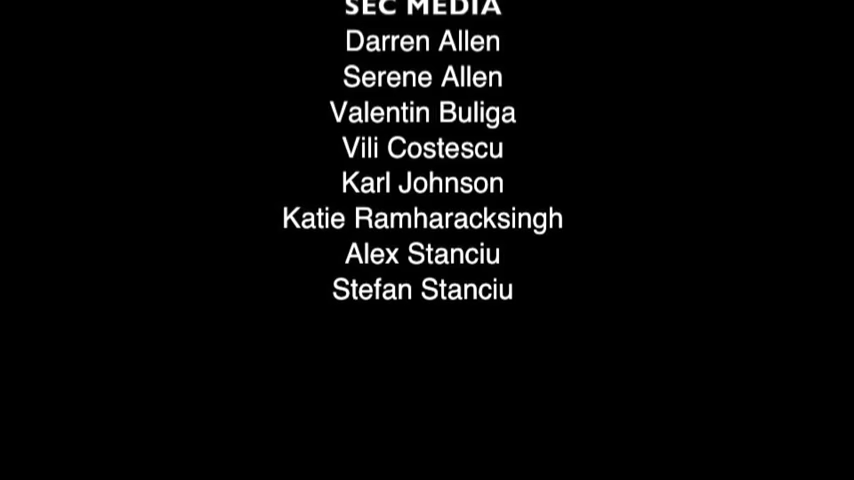 SEC MEDIA
Darren Allen
Serene Allen
Valentin Buliga
Vili Costescu
Karl Johnson
Katie Ramharacksingh
Alex Stanciu
Stefan Stanciu